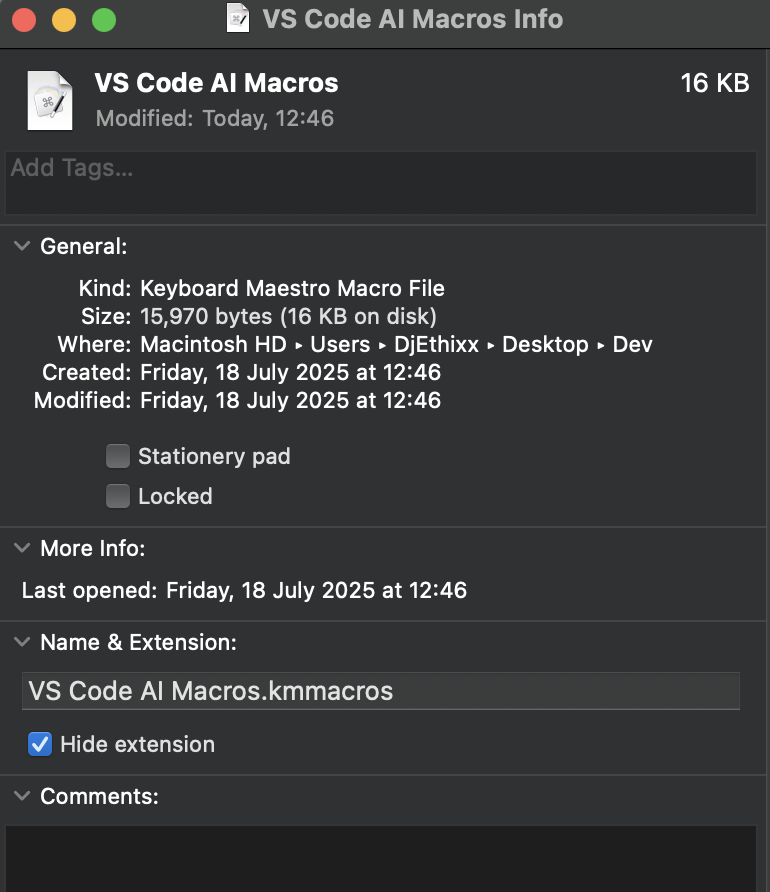 VS Code AI Macros Info
VS Code AI Macros
16 KB
Modified: Today, 12:46
Add Tags...
General:
Kind: Keyboard Maestro Macro File
Size: 15,970 bytes (16 KB on disk)
Where: Macintosh HD ▸ Users ▸ DjEthixx ▸ Desktop ▸ Dev
Created: Friday, 18 July 2025 at 12:46
Modified: Friday, 18 July 2025 at 12:46
Stationery pad
Locked
More Info:
Last opened: Friday, 18 July 2025 at 12:46
Name & Extension:
VS Code AI Macros.kmmacros
Hide extension
Comments: